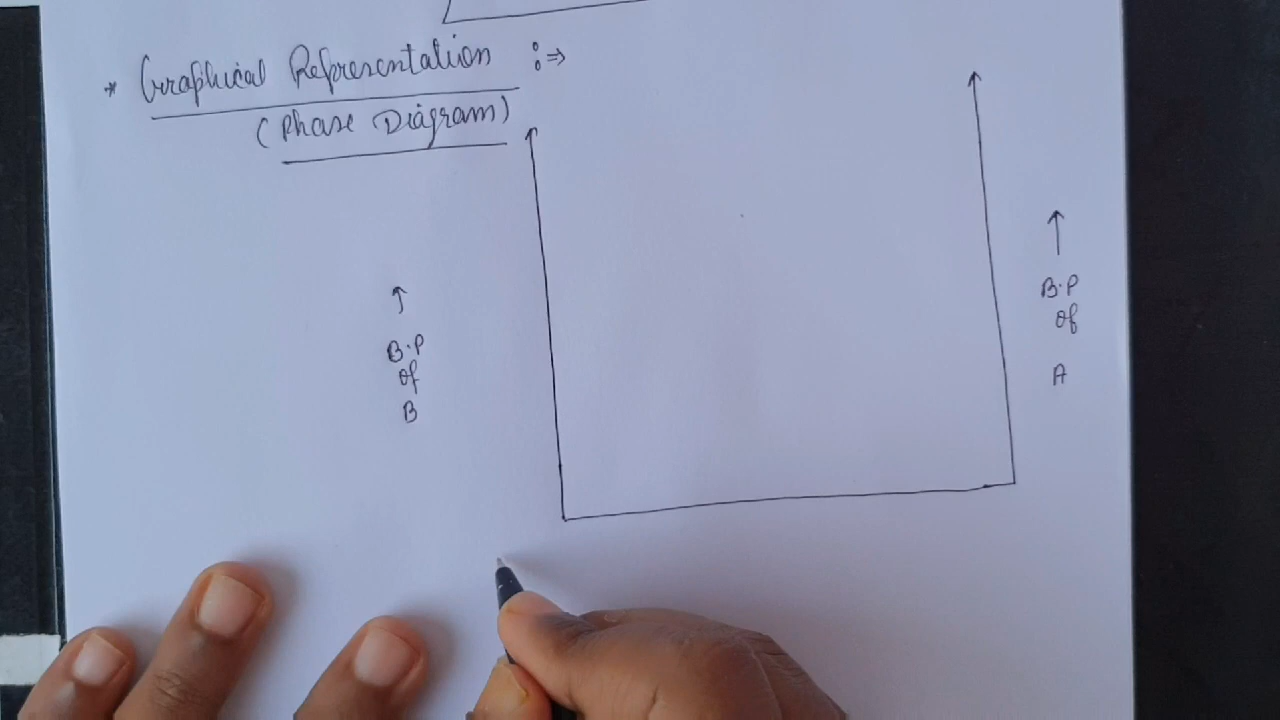 * Graphical Representation :⇒
(Phase Diagram)
↑
B.P
of
B
↑
B.P
of
A